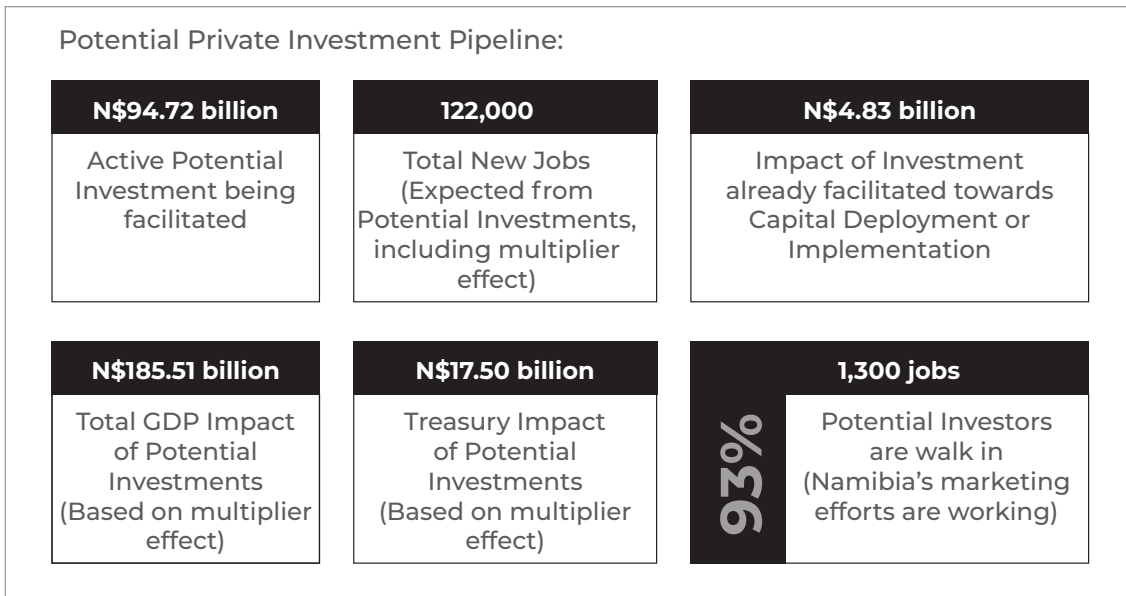 Potential Private Investment Pipeline:
N$94.72 billion
Active Potential
Investment being
facilitated
122,000
Total New Jobs
(Expected from
Potential Investments,
including multiplier
effect)
N$4.83 billion
Impact of Investment
already facilitated towards
Capital Deployment or
Implementation
N$185.51 billion
Total GDP Impact
of Potential
Investments
(Based on multiplier
effect)
N$17.50 billion
Treasury Impact
of Potential
Investments
(Based on multiplier
effect)
1,300 jobs
93%
Potential Investors
are walk in
(Namibia’s marketing
efforts are working)